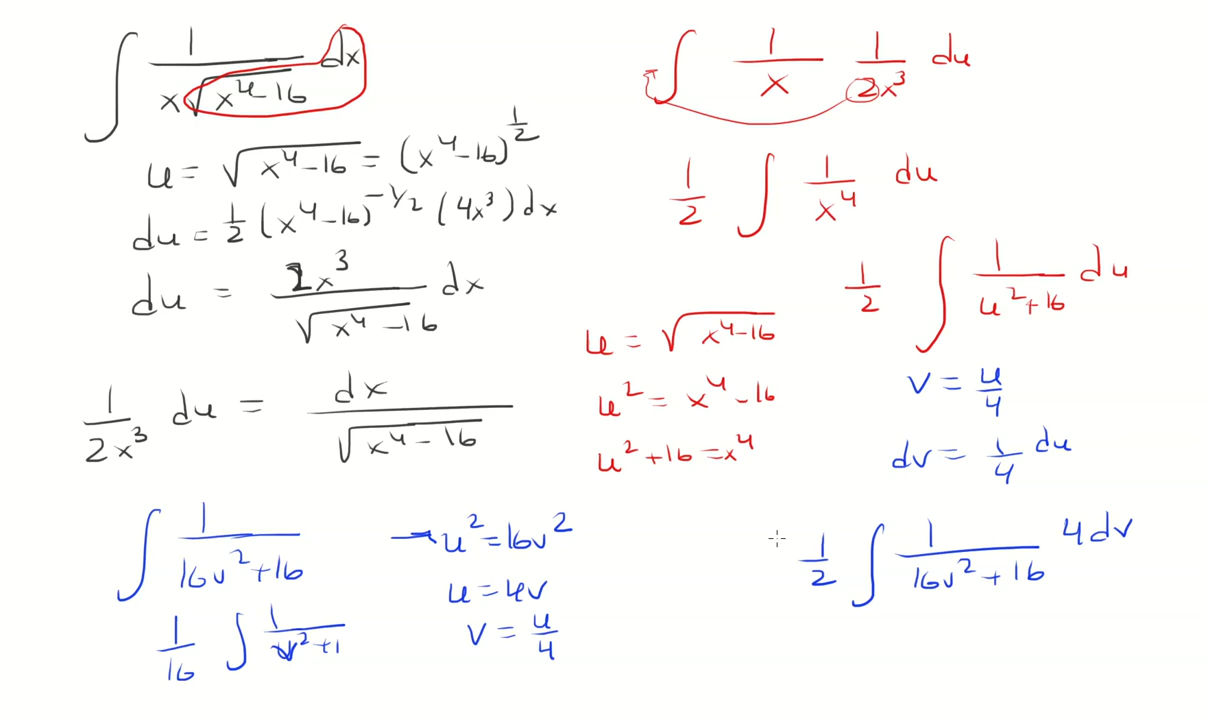 ∫ 1/(x√(x⁴-16)) dx
u = √(x⁴-16) = (x⁴-16)^(1/2)
du = 1/2 (x⁴-16)^(-1/2) (4x³) dx
du = 2x³/√(x⁴-16) dx
1/(2x³) du = dx/√(x⁴-16)
∫ 1/x 1/(2x³) du
1/2 ∫ 1/x⁴ du
1/2 ∫ 1/(u²+16) du
u = √(x⁴-16)
u² = x⁴-16
u²+16 = x⁴
v = u/4
dv = 1/4 du
∫ 1/(16v²+16)
1/16 ∫ 1/(v²+1)
u² = 16v²
u = 4v
v = u/4
1/2 ∫ 1/(16v²+16) 4dv